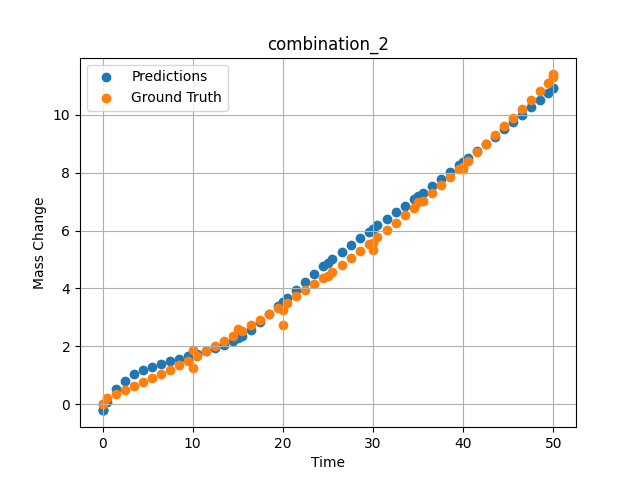 combination_2
Predictions
Ground Truth
Mass Change
10
8
6
4
2
0
0 10 20 30 40 50
Time